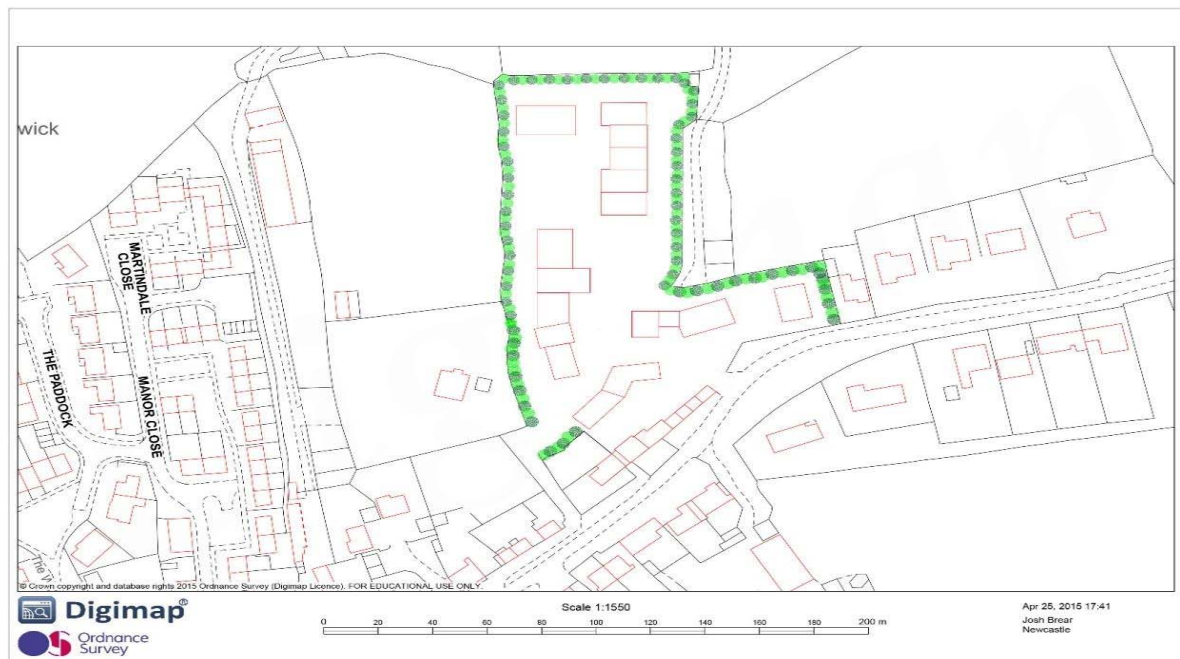 wick
MARTINDALE
CLOSE
THE PADDOCK
MANOR CLOSE
© Crown copyright and database rights 2015 Ordnance Survey (Digimap Licence). FOR EDUCATIONAL USE ONLY.
Digimap®
Ordnance
Survey
Scale 1:1550
0 20 40 60 80 100 120 140 160 180 200 m
Apr 25, 2015 17:41
Josh Brear
Newcastle